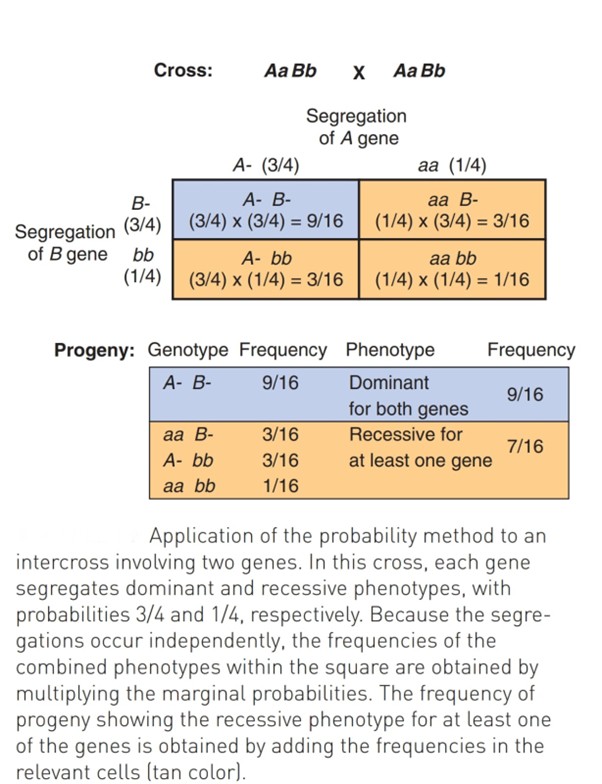 Cross: Aa Bb X Aa Bb
Segregation
of A gene
A- (3/4) aa (1/4)
Segregation
of B gene
B-
(3/4)
bb
(1/4)
A- B-
(3/4) x (3/4) = 9/16
aa B-
(1/4) x (3/4) = 3/16
A- bb
(3/4) x (1/4) = 3/16
aa bb
(1/4) x (1/4) = 1/16
Progeny: Genotype Frequency Phenotype Frequency
A- B- 9/16 Dominant
for both genes 9/16
aa B- 3/16 Recessive for
A- bb 3/16 at least one gene 7/16
aa bb 1/16
Application of the probability method to an
intercross involving two genes. In this cross, each gene
segregates dominant and recessive phenotypes, with
probabilities 3/4 and 1/4, respectively. Because the segre-
gations occur independently, the frequencies of the
combined phenotypes within the square are obtained by
multiplying the marginal probabilities. The frequency of
progeny showing the recessive phenotype for at least one
of the genes is obtained by adding the frequencies in the
relevant cells (tan color).